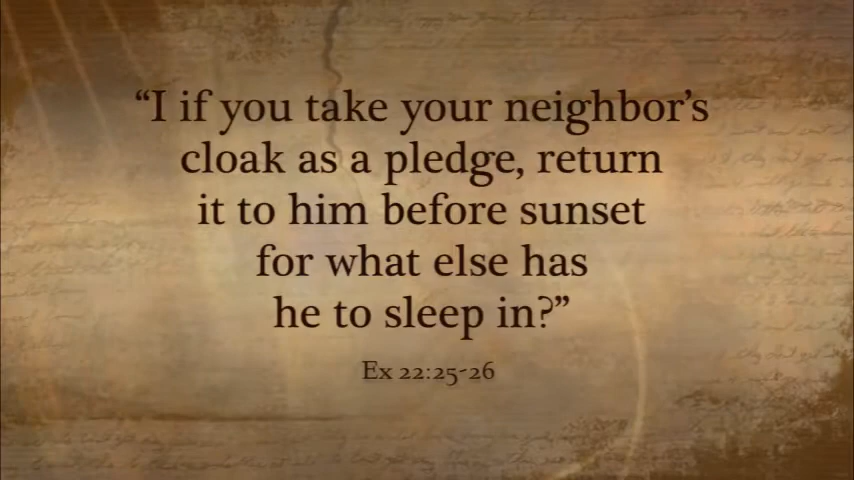 “I if you take your neighbor’s
cloak as a pledge, return
it to him before sunset
for what else has
he to sleep in?”
Ex 22:25-26